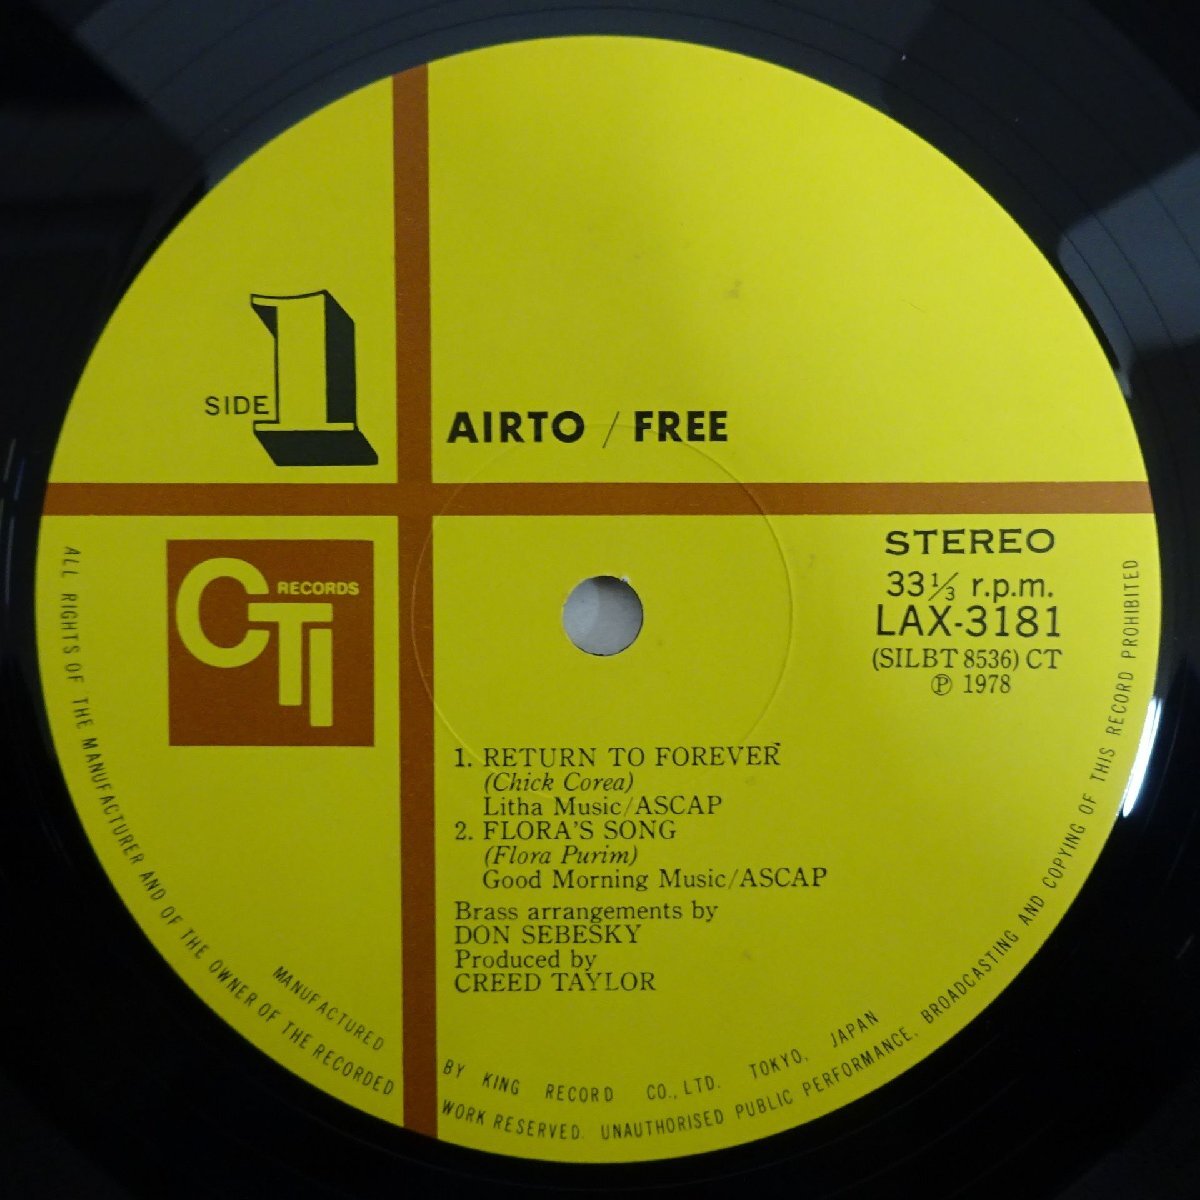 SIDE 1
AIRTO / FREE
CTI RECORDS
STEREO
33⅓ r.p.m.
LAX-3181
(SILBT 8536) CT
Ⓟ 1978
1. RETURN TO FOREVER
(Chick Corea)
Litha Music/ASCAP
2. FLORA'S SONG
(Flora Purim)
Good Morning Music/ASCAP
Brass arrangements by
DON SEBESKY
Produced by
CREED TAYLOR
MANUFACTURED BY KING RECORD CO., LTD. TOKYO, JAPAN
ALL RIGHTS OF THE MANUFACTURER AND OF THE OWNER OF THE RECORDED WORK RESERVED. UNAUTHORISED PUBLIC PERFORMANCE, BROADCASTING AND COPYING OF THIS RECORD PROHIBITED